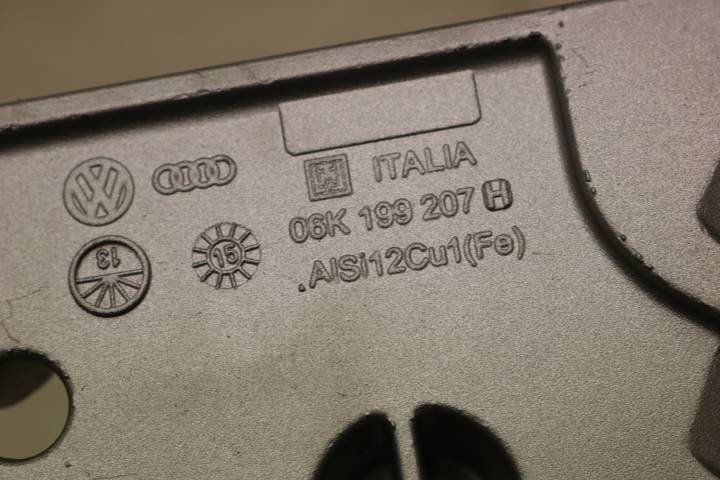 ITALIA
06K 199 207 H
.AlSi12Cu1(Fe)
13
15